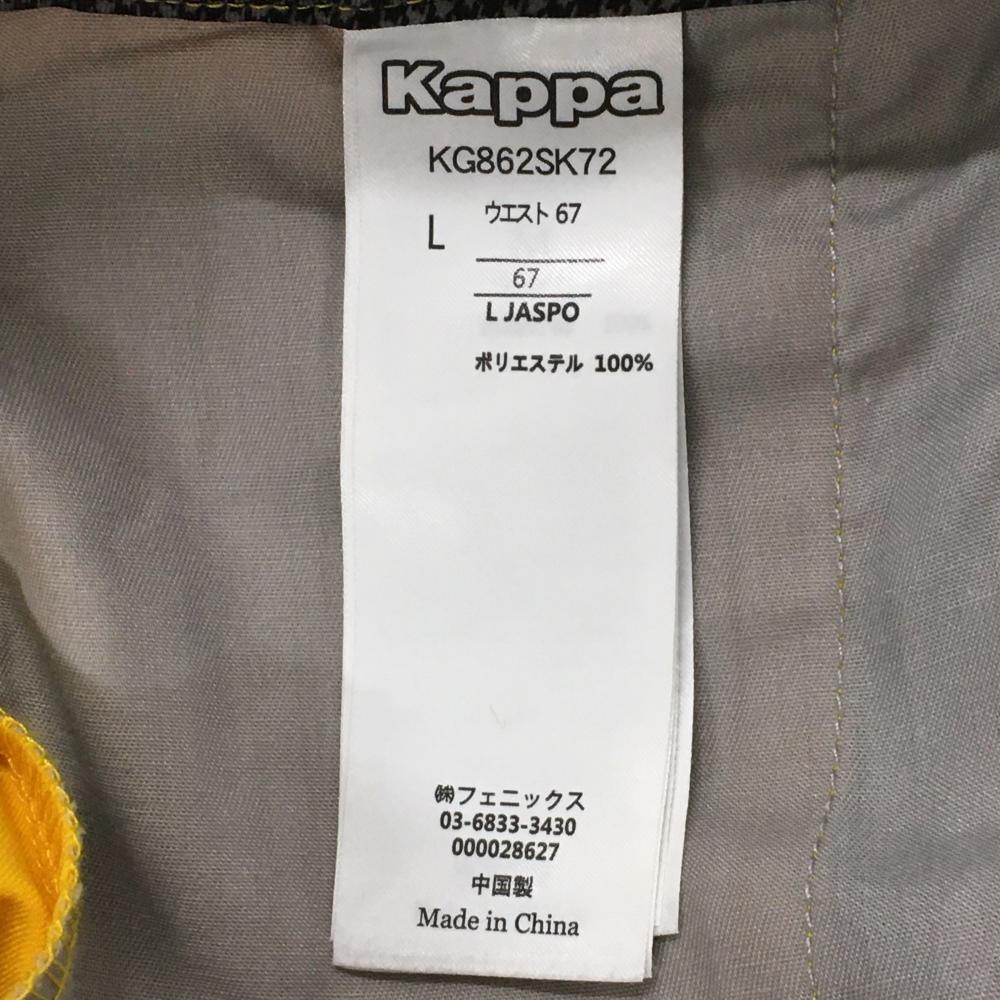 Kappa
KG862SK72
L
ウエスト 67
67
L JASPO
ポリエステル 100%
㈱フェニックス
03-6833-3430
000028627
中国製
Made in China